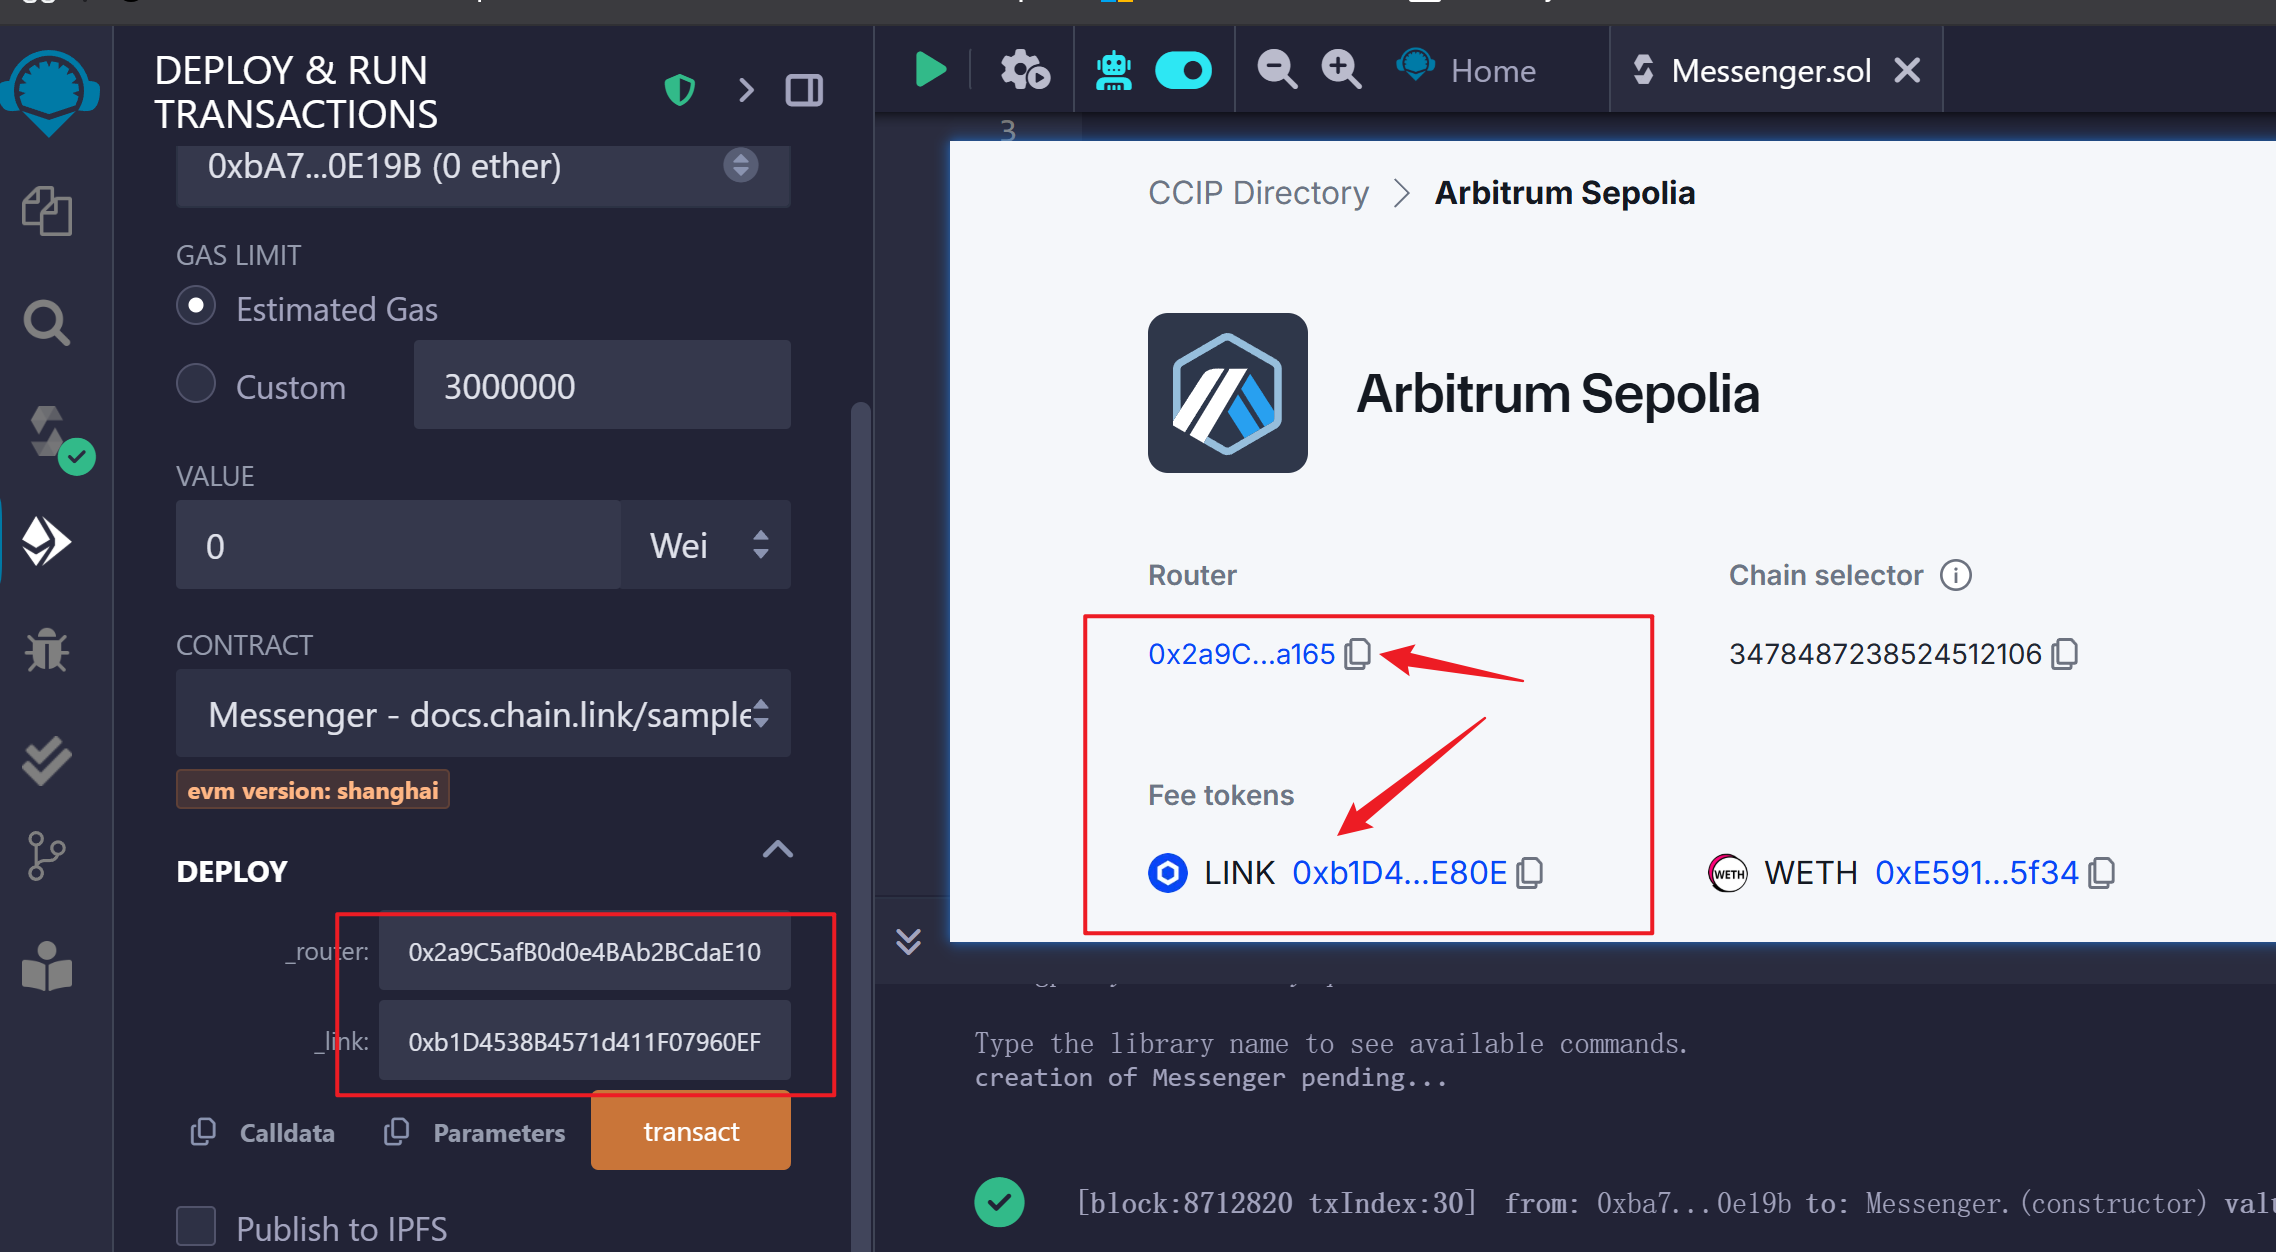 DEPLOY & RUN
TRANSACTIONS
0xbA7...0E19B (0 ether)
GAS LIMIT
Estimated Gas
Custom
3000000
VALUE
0
Wei
CONTRACT
Messenger - docs.chain.link/sample
evm version: shanghai
DEPLOY
_router:
0x2a9C5afB0d0e4BAb2BCdaE10
_link:
0xb1D4538B4571d411F07960EF
Calldata
Parameters
transact
Publish to IPFS
Home
Messenger.sol
3
CCIP Directory > Arbitrum Sepolia
Arbitrum Sepolia
Router
Chain selector
0x2a9C...a165
3478487238524512106
Fee tokens
LINK 0xb1D4...E80E
WETH
WETH 0xE591...5f34
Type the library name to see available commands.
creation of Messenger pending...
[block:8712820 txIndex:30] from: 0xba7...0e19b to: Messenger.(constructor)